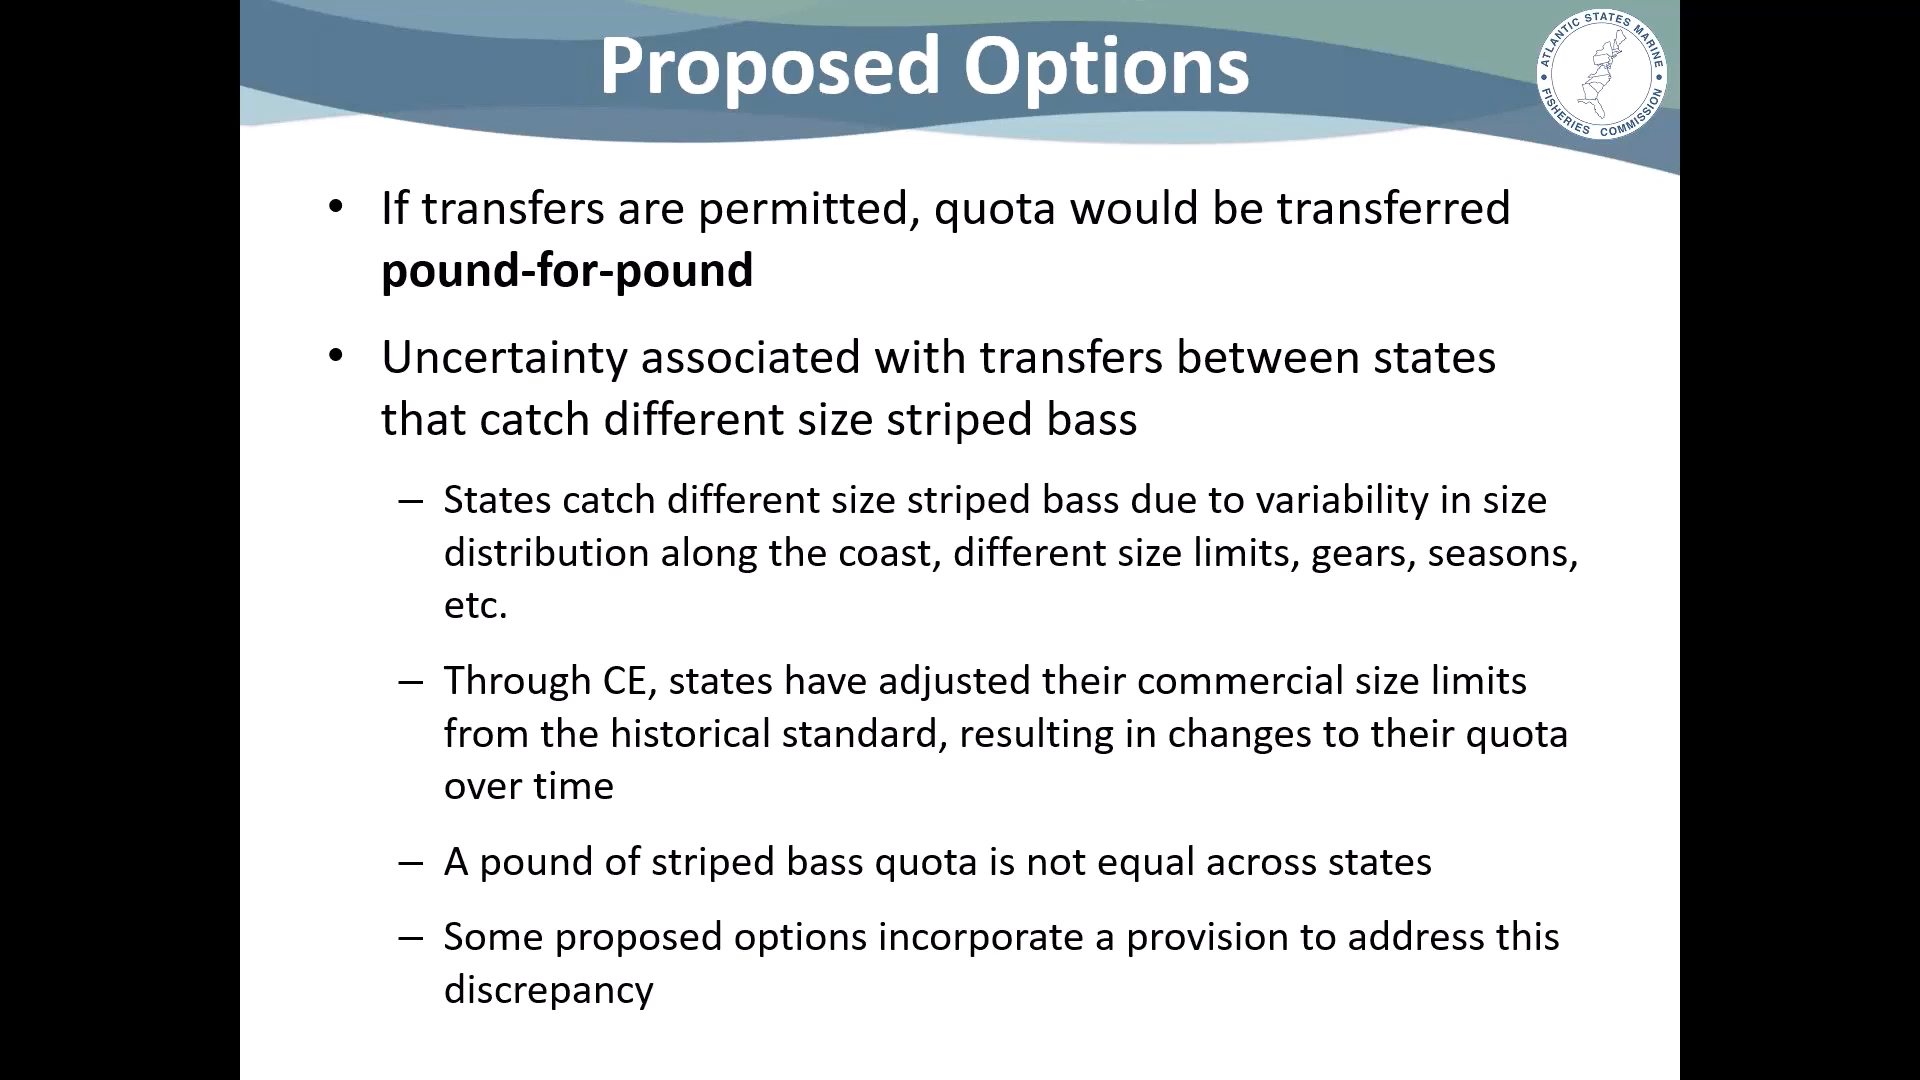 Proposed Options
ATLANTIC STATES MARINE
FISHERIES COMMISSION
• If transfers are permitted, quota would be transferred
pound-for-pound
• Uncertainty associated with transfers between states
that catch different size striped bass
– States catch different size striped bass due to variability in size
distribution along the coast, different size limits, gears, seasons,
etc.
– Through CE, states have adjusted their commercial size limits
from the historical standard, resulting in changes to their quota
over time
– A pound of striped bass quota is not equal across states
– Some proposed options incorporate a provision to address this
discrepancy